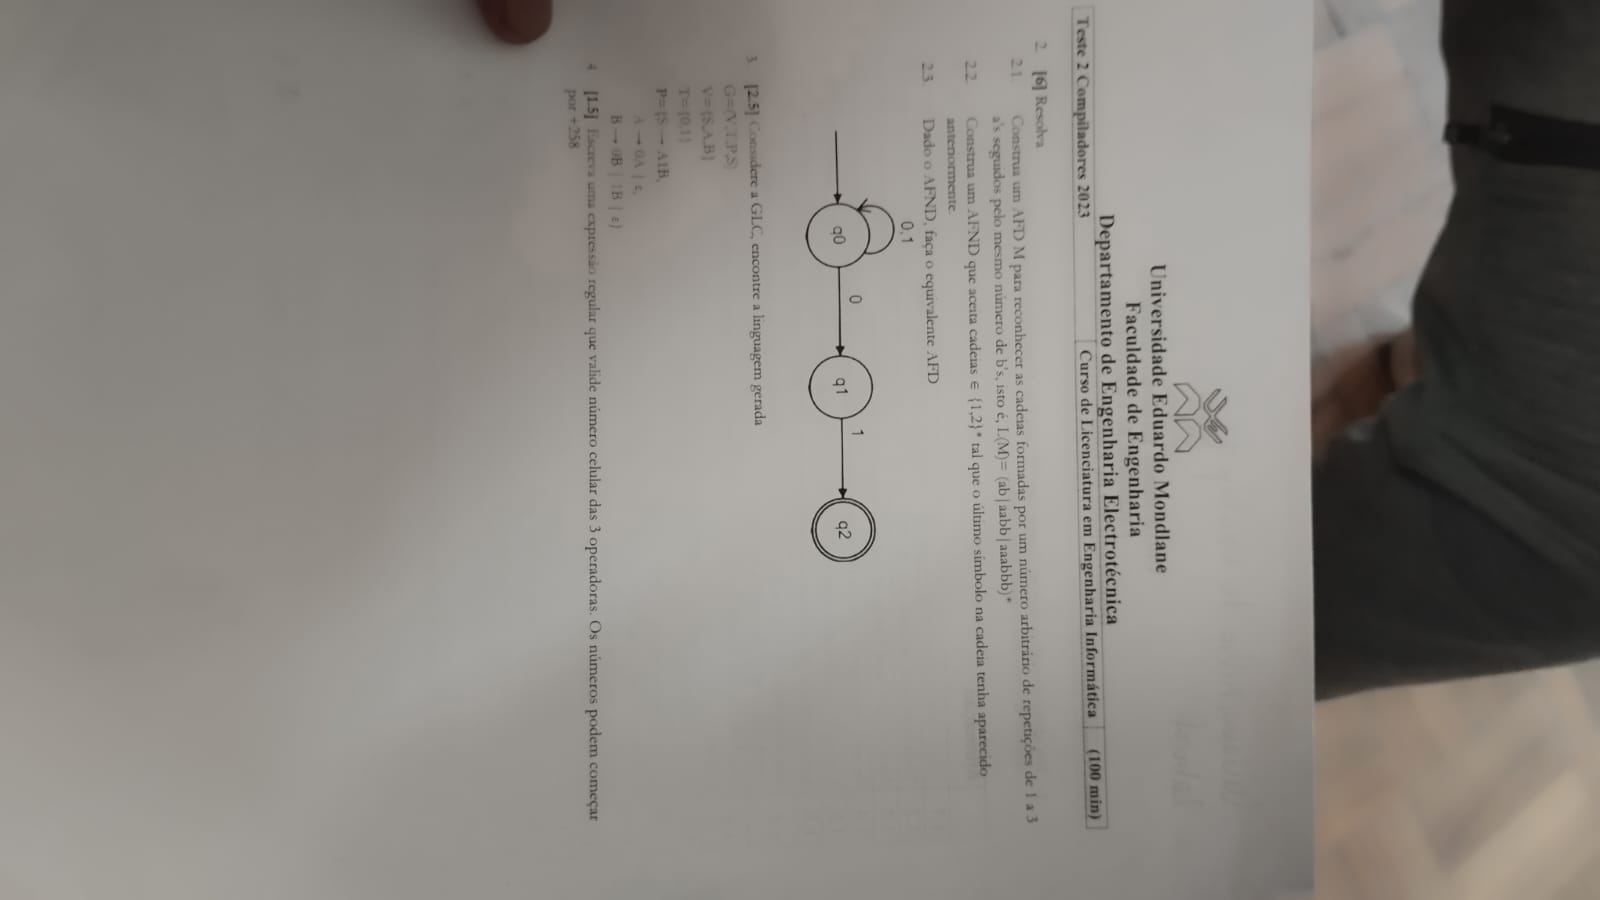 Universidade Eduardo Mondlane
Faculdade de Engenharia
Departamento de Engenharia Electrotécnica
Teste 2 Compiladores 2023 Curso de Licenciatura em Engenharia Informática (100 min)
2. [6] Resolva
2.1. Construa um AFD M para reconhecer as cadeias formadas por um número arbitrário de repetições de 1 a 3
a's seguidos pelo mesmo número de b's, isto é, L(M)= (ab|aabb|aaabbb)*
2.2. Construa um AFND que aceita cadeias ∈ {1,2}* tal que o último símbolo na cadeia tenha aparecido
anteriormente.
2.3. Dado o AFND, faça o equivalente AFD
0,1
0
1
q0
q1
q2
3. [2.5] Considere a GLC, encontre a linguagem gerada
G=(V,T,P,S)
V={S,A,B}
T={0,1}
P={S → A1B,
A → 0A | ε,
B → 0B | 1B | ε}
4. [1.5] Escreva uma expressão regular que valide número celular das 3 operadoras. Os números podem começar
por +258